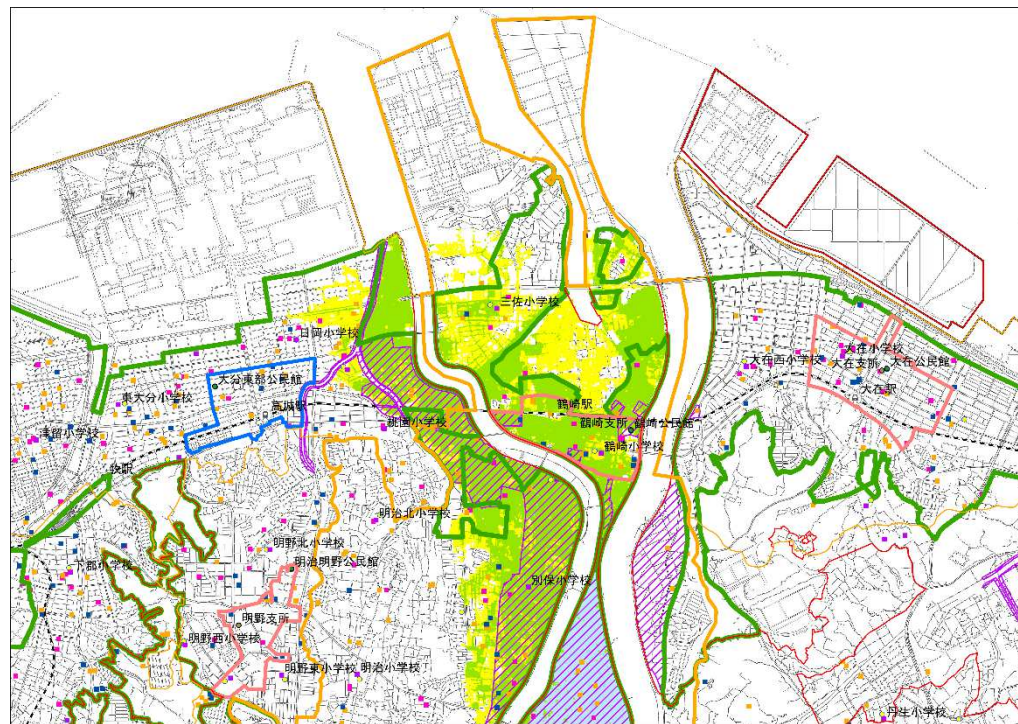 三佐小学校
日岡小学校
大分東部公民館
高城駅
東大分小学校
津留小学校
牧駅
桃園小学校
鶴崎駅
鶴崎支所
鶴崎公民館
鶴崎小学校
大在西小学校
大在小学校
大在支所
大在公民館
大在駅
明治北小学校
明野北小学校
明治明野公民館
下郡小学校
別保小学校
明野支所
明野西小学校
明野東小学校
明治小学校
丹生小学校